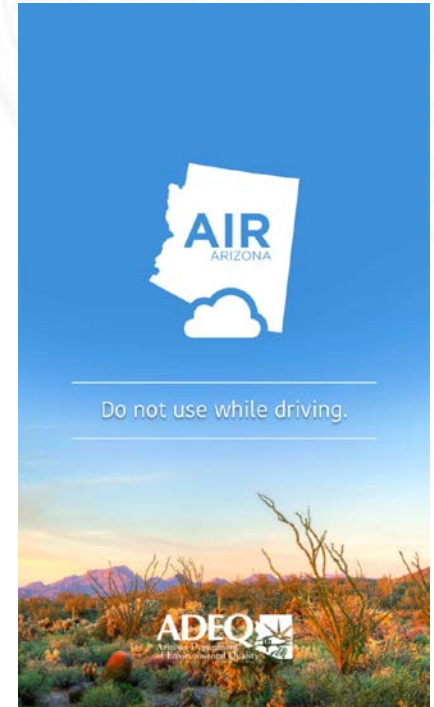 AIR
ARIZONA
Do not use while driving.
ADEQ
Arizona Department
of Environmental Quality